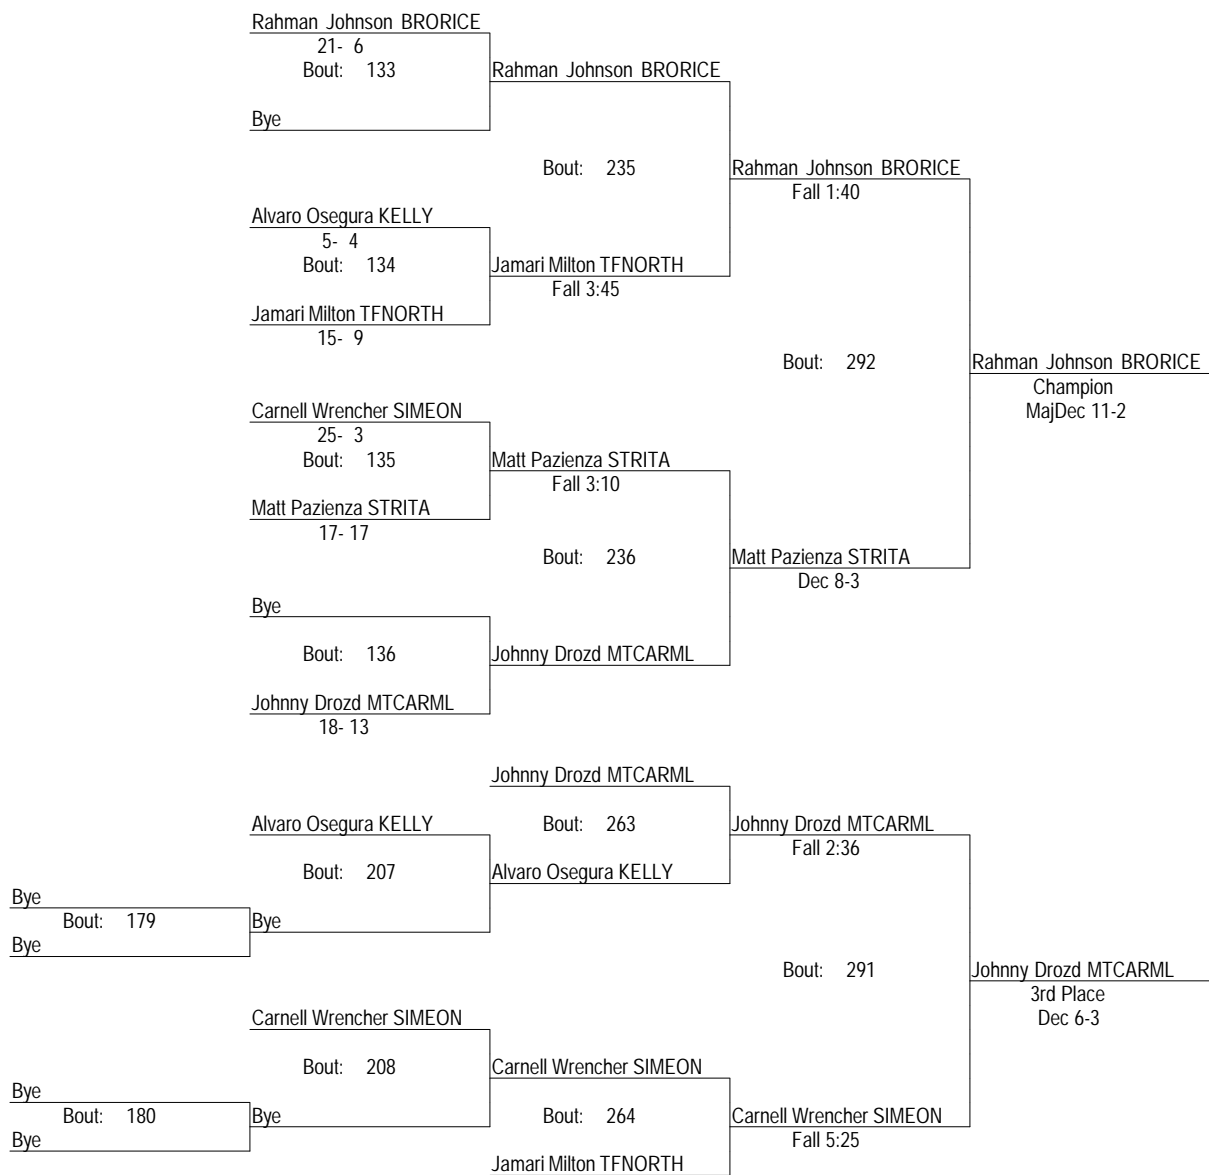 Rahman Johnson BRORICE
21- 6
Bout: 133
Rahman Johnson BRORICE
Bye
Bout: 235
Rahman Johnson BRORICE
Fall 1:40
Alvaro Osegura KELLY
5- 4
Bout: 134
Jamari Milton TFNORTH
Fall 3:45
Jamari Milton TFNORTH
15- 9
Bout: 292
Rahman Johnson BRORICE
Champion
MajDec 11-2
Carnell Wrencher SIMEON
25- 3
Bout: 135
Matt Pazienza STRITA
Fall 3:10
Matt Pazienza STRITA
17- 17
Bout: 236
Matt Pazienza STRITA
Dec 8-3
Bye
Bout: 136
Johnny Drozd MTCARML
Johnny Drozd MTCARML
18- 13
Johnny Drozd MTCARML
Alvaro Osegura KELLY
Bout: 263
Johnny Drozd MTCARML
Fall 2:36
Bout: 207
Alvaro Osegura KELLY
Bye
Bout: 179
Bye
Bye
Bout: 291
Johnny Drozd MTCARML
3rd Place
Dec 6-3
Carnell Wrencher SIMEON
Bout: 208
Carnell Wrencher SIMEON
Bye
Bout: 180
Bye
Bout: 264
Carnell Wrencher SIMEON
Fall 5:25
Bye
Jamari Milton TFNORTH